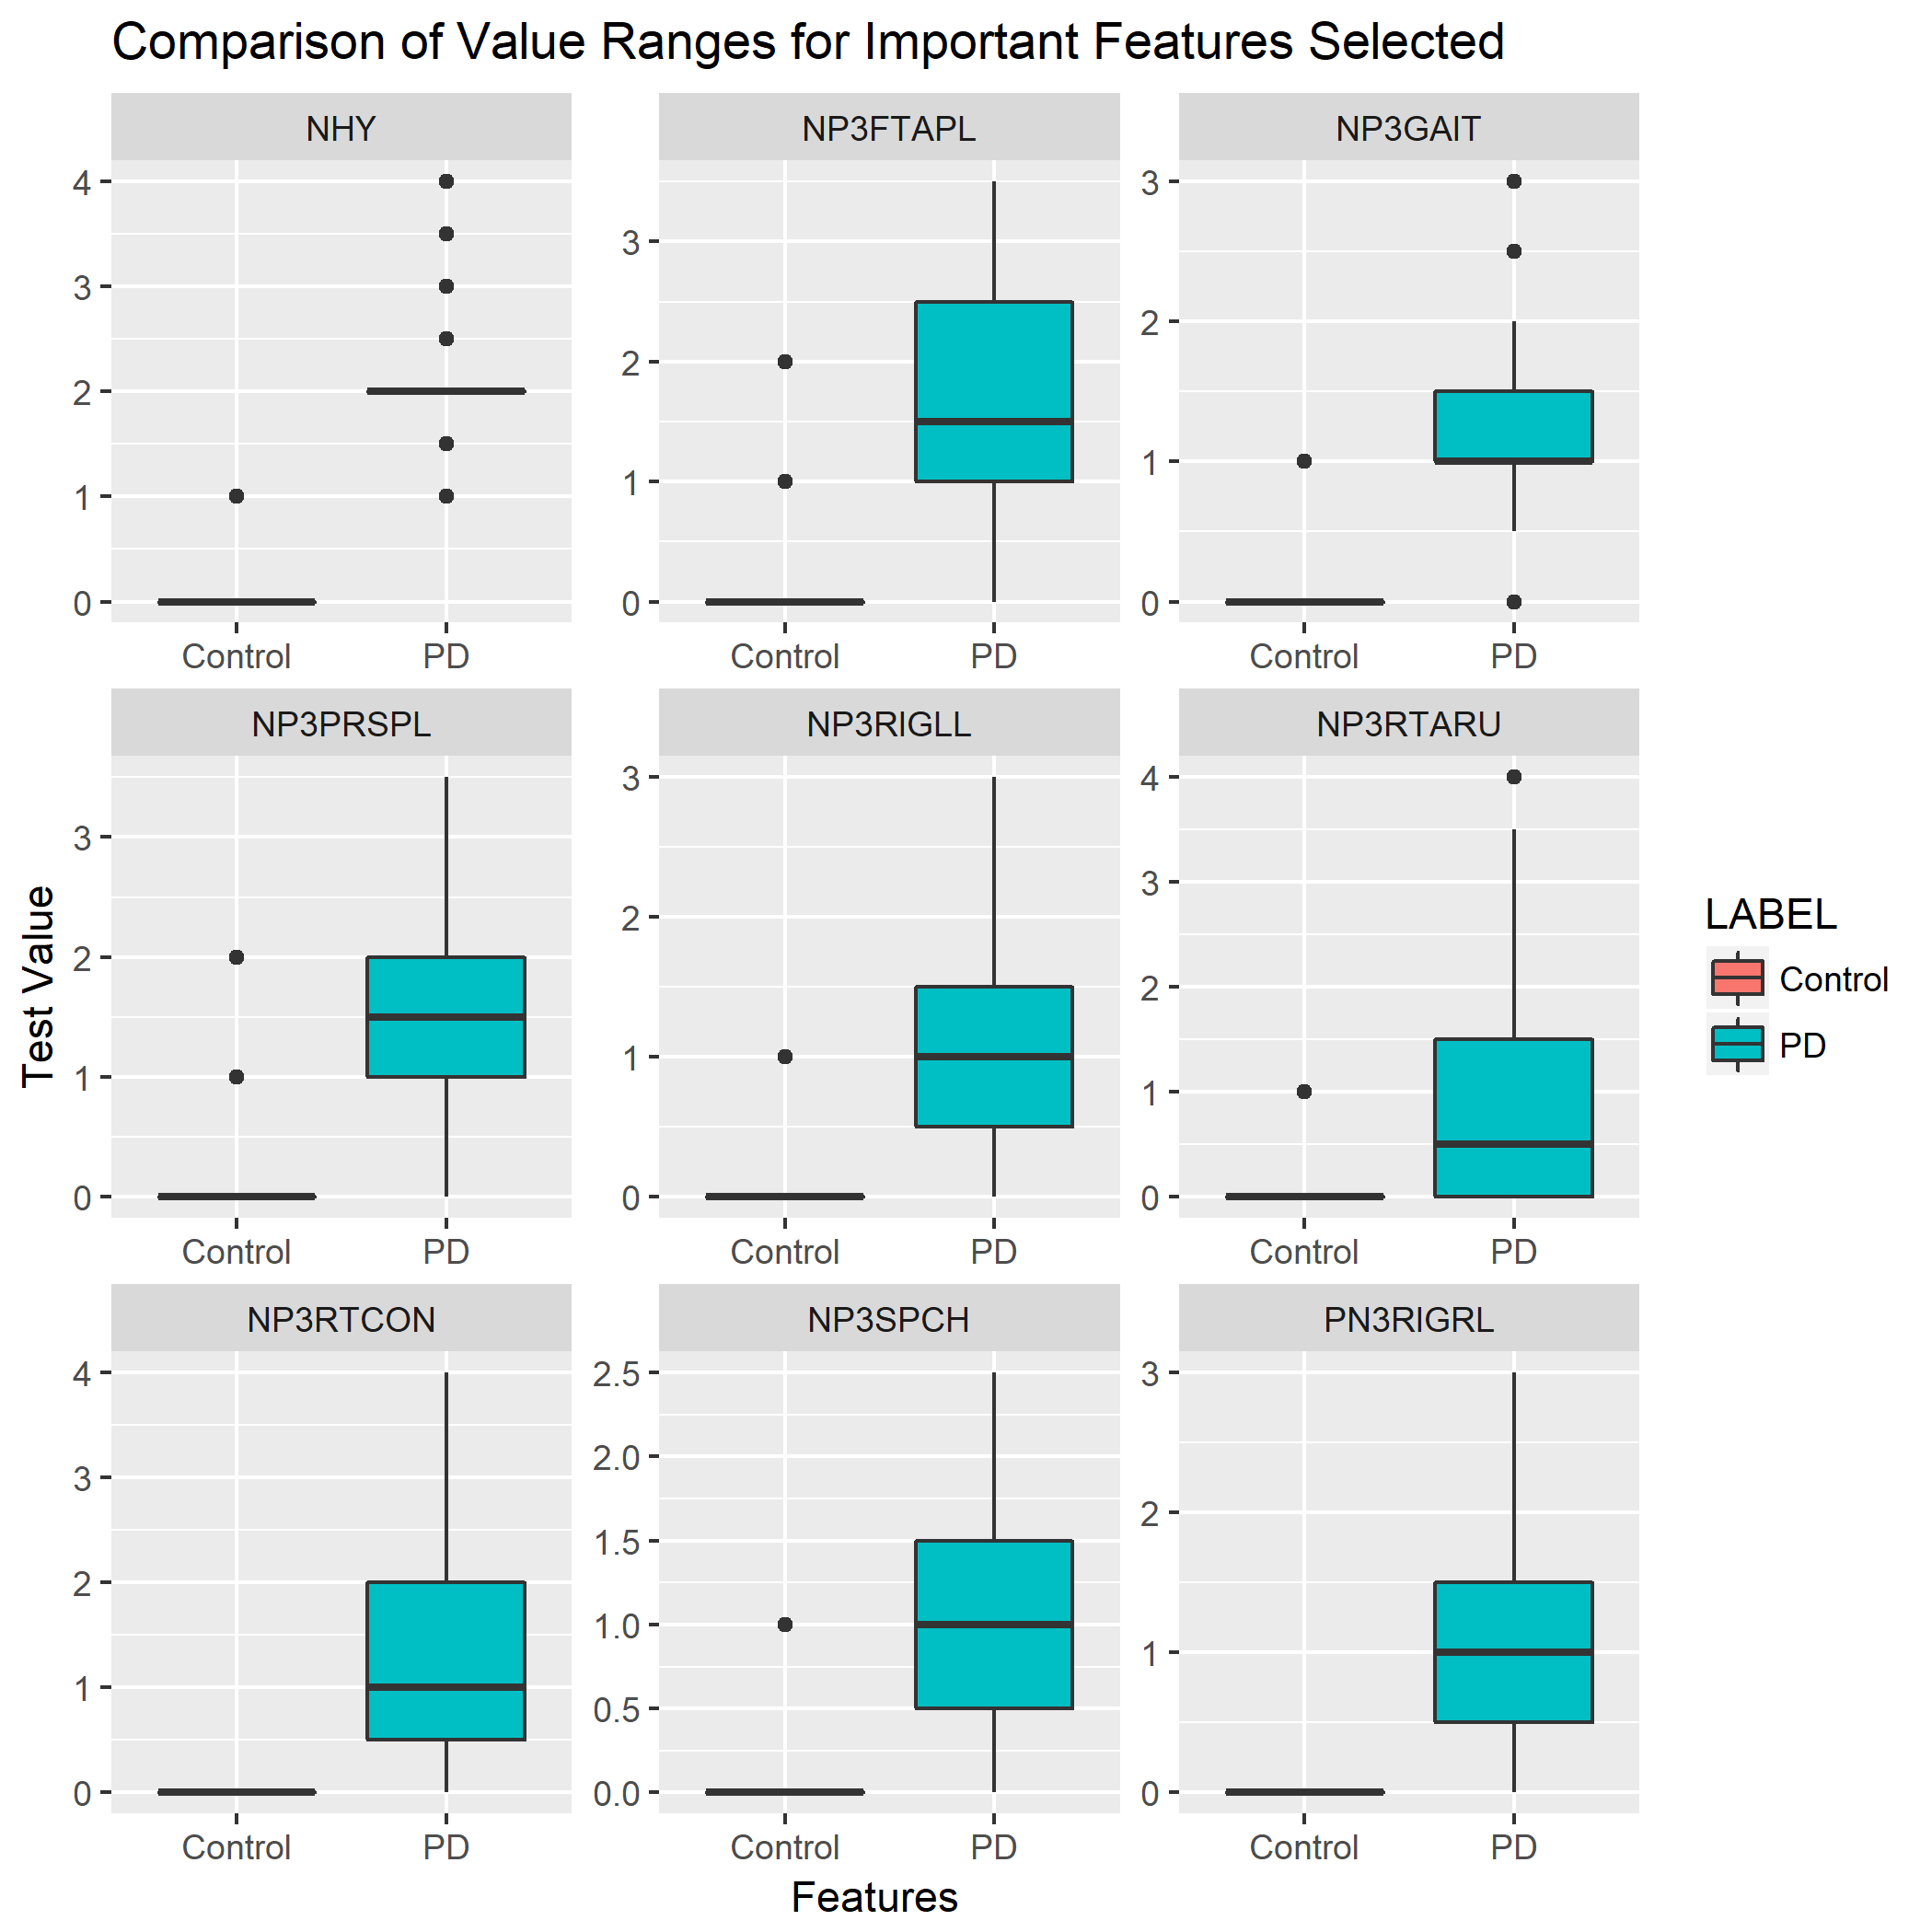 Comparison of Value Ranges for Important Features Selected
NHY
NP3FTAPL
NP3GAIT
4
3
2
1
0
3
2
1
0
3
2
1
0
Control
PD
Control
PD
Control
PD
NP3PRSPL
NP3RIGLL
NP3RTARU
3
2
1
0
3
2
1
0
4
3
2
1
0
Control
PD
Control
PD
Control
PD
NP3RTCON
NP3SPCH
PN3RIGRL
4
3
2
1
0
2.5
2.0
1.5
1.0
0.5
0.0
3
2
1
0
Control
PD
Control
PD
Control
PD
Test Value
Features
LABEL
Control
PD